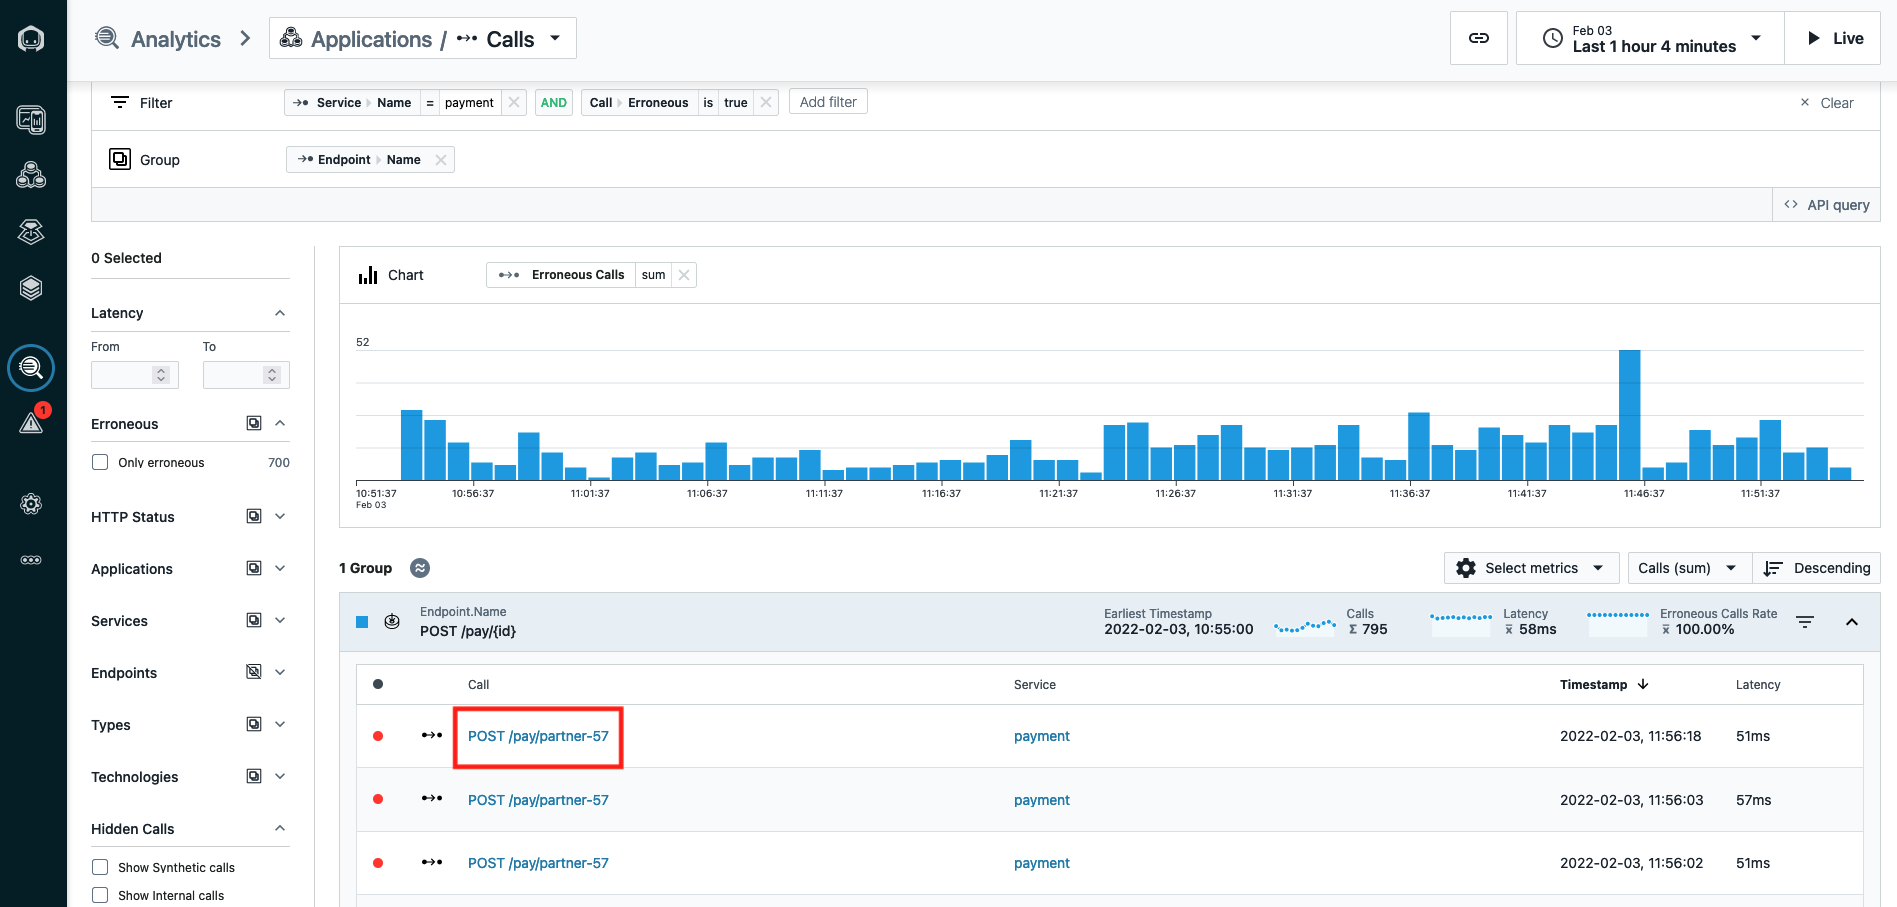 Analytics > Applications / Calls
Feb 03
Last 1 hour 4 minutes
Live
Filter
Service Name = payment
AND
Call Erroneous is true
Add filter
× Clear
Group
Endpoint Name
<> API query
1
0 Selected
Latency
From To
Erroneous
Only erroneous 700
HTTP Status
Applications
Services
Endpoints
Types
Technologies
Hidden Calls
Show Synthetic calls
Show Internal calls
Chart
Erroneous Calls sum
52
10:51:37 10:56:37 11:01:37 11:06:37 11:11:37 11:16:37 11:21:37 11:26:37 11:31:37 11:36:37 11:41:37 11:46:37 11:51:37
Feb 03
1 Group
Select metrics
Calls (sum)
Descending
Endpoint.Name
POST /pay/{id}
Earliest Timestamp
2022-02-03, 10:55:00
Calls
Σ 795
Latency
x̄ 58ms
Erroneous Calls Rate
x̄ 100.00%
Call Service Timestamp ↓ Latency
POST /pay/partner-57 payment 2022-02-03, 11:56:18 51ms
POST /pay/partner-57 payment 2022-02-03, 11:56:03 57ms
POST /pay/partner-57 payment 2022-02-03, 11:56:02 51ms